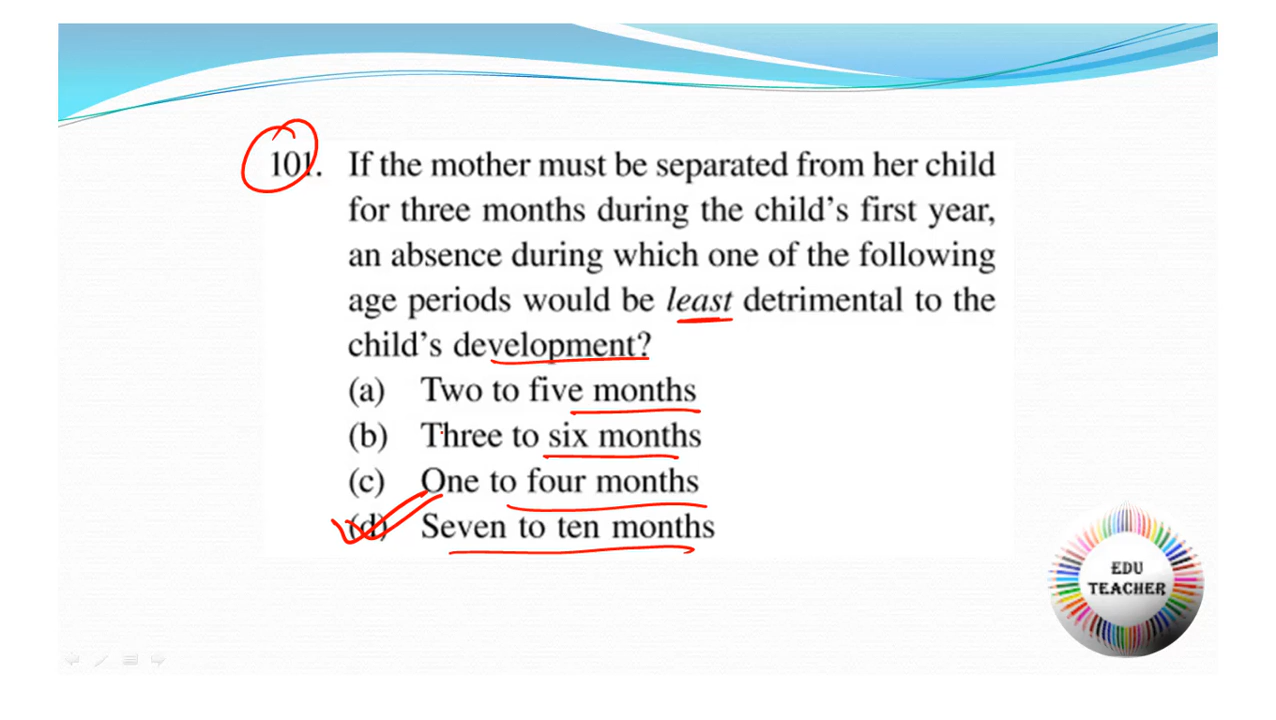 101. If the mother must be separated from her child
for three months during the child's first year,
an absence during which one of the following
age periods would be least detrimental to the
child's development?
(a) Two to five months
(b) Three to six months
(c) One to four months
(d) Seven to ten months
EDU
TEACHER